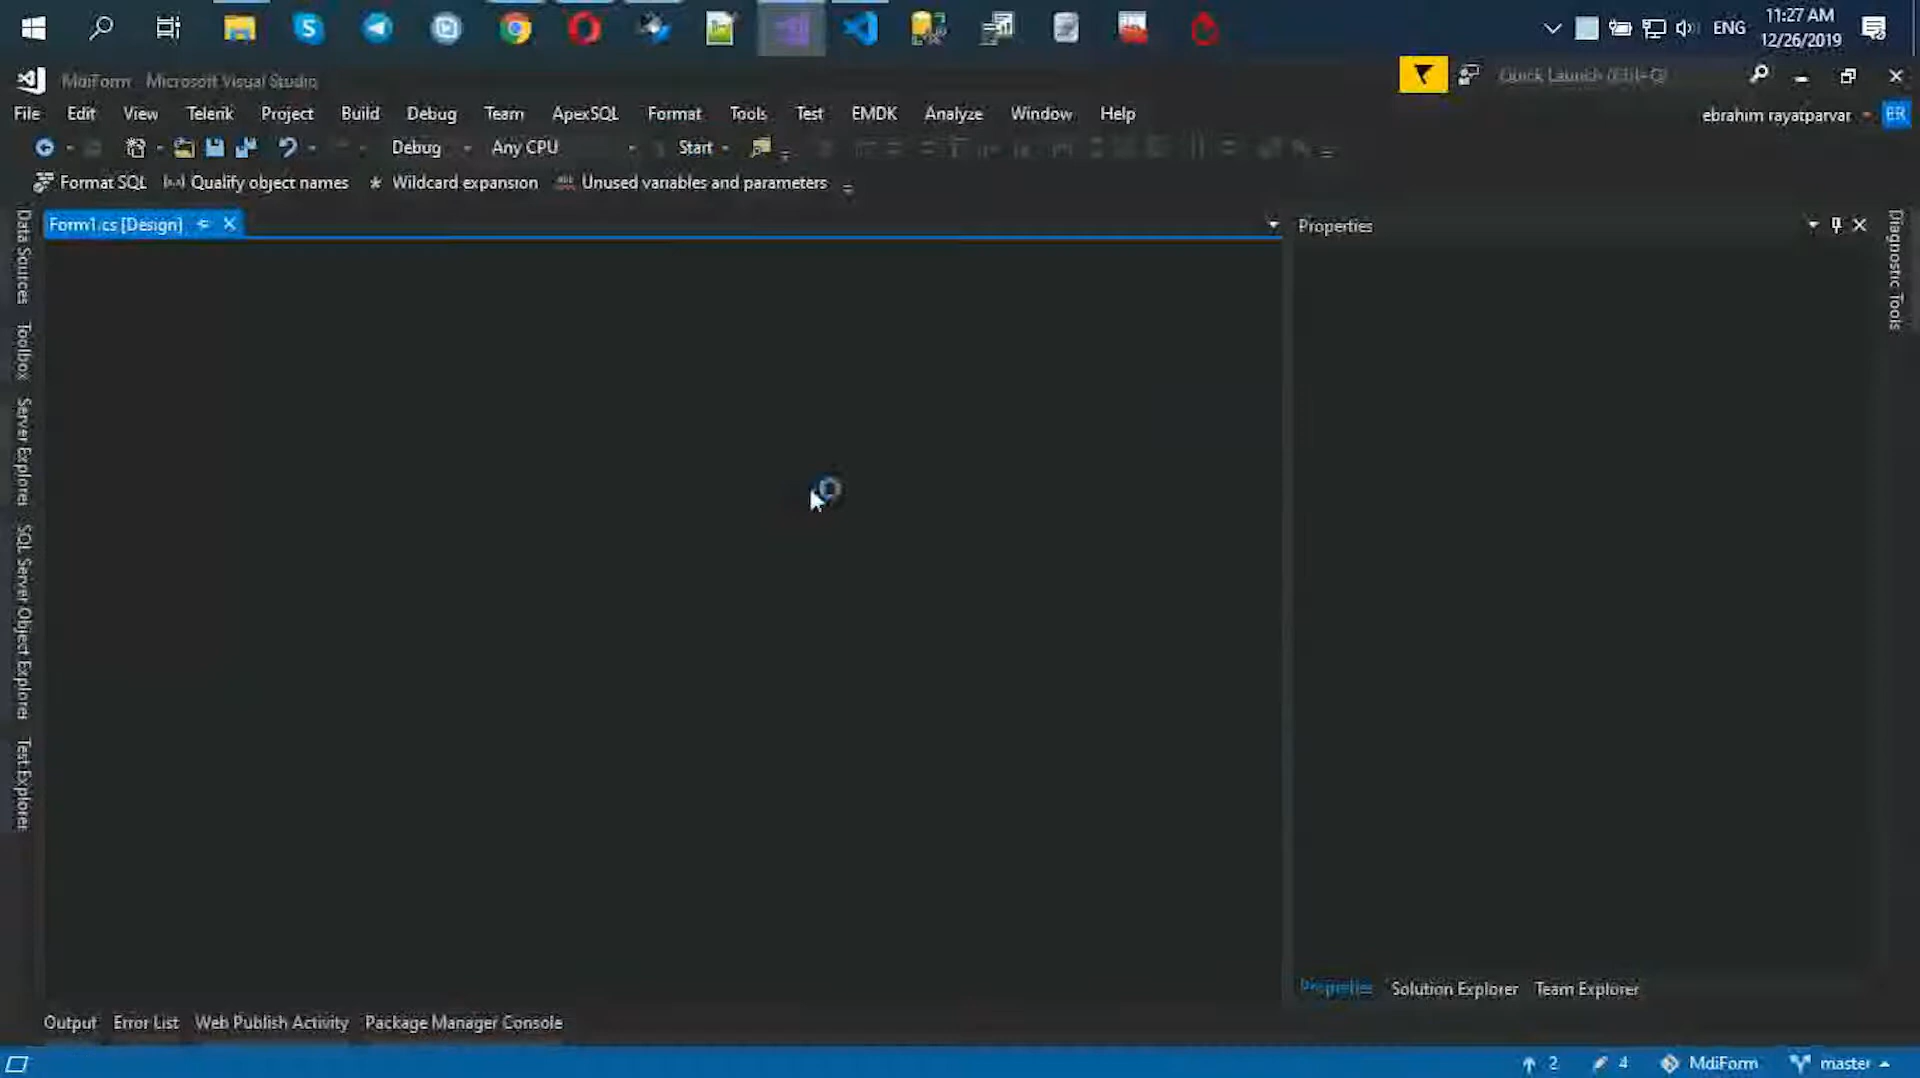 ENG
11:27 AM
12/26/2019
MdiForm Microsoft Visual Studio
Quick Launch (Ctrl+Q)
File Edit View Telerik Project Build Debug Team ApexSQL Format Tools Test EMDK Analyze Window Help
ebrahim rayatparvar ER
Debug Any CPU Start
Format SQL Qualify object names Wildcard expansion Unused variables and parameters
Form1.cs [Design]
Properties
Data Sources
Toolbox
Server Explorer
SQL Server Object Explorer
Test Explorer
Diagnostic Tools
Properties Solution Explorer Team Explorer
Output Error List Web Publish Activity Package Manager Console
2 4 MdiForm master